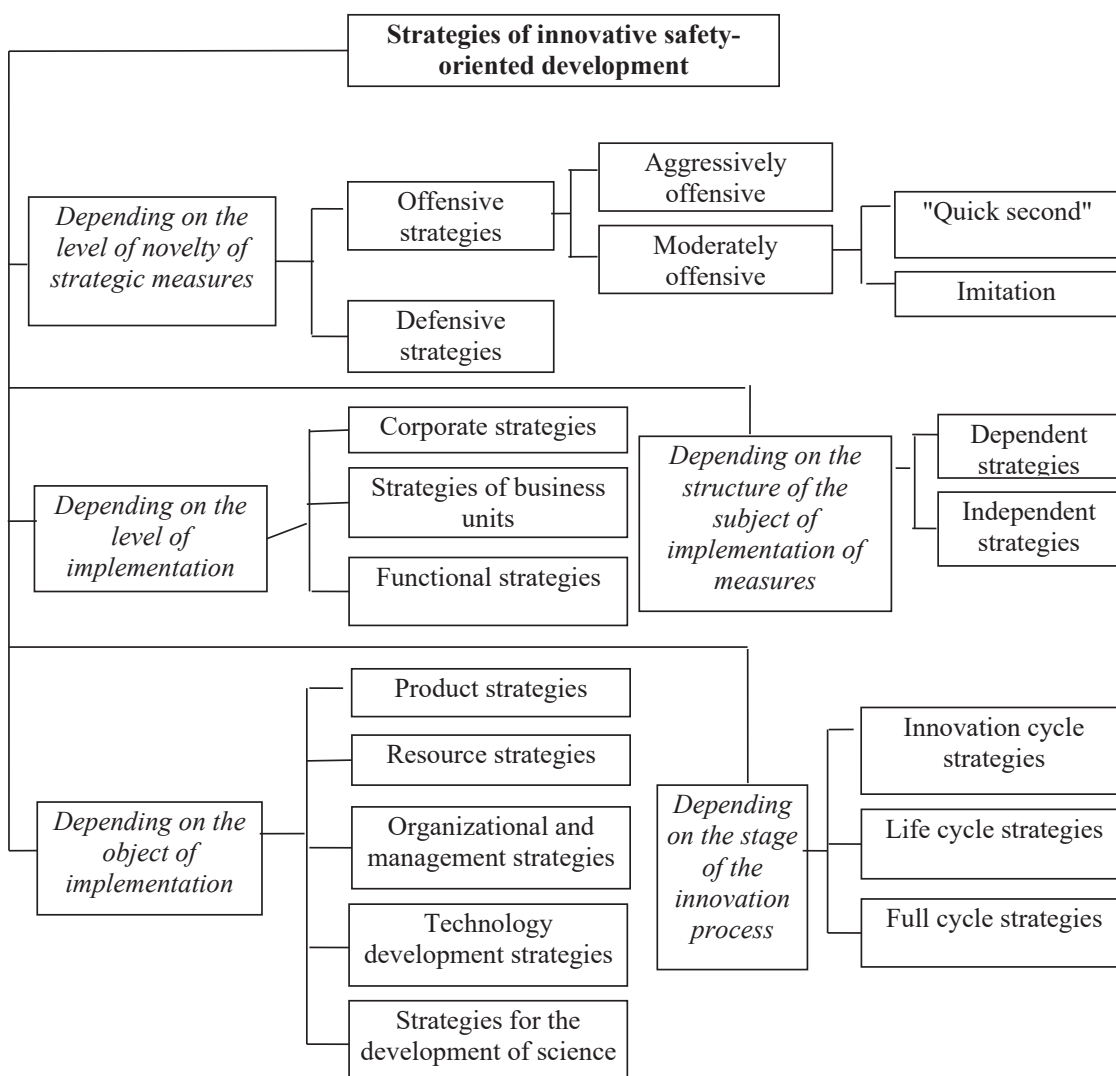 Strategies of innovative safety-
oriented development
Depending on the
level of novelty of
strategic measures
Offensive
strategies
Defensive
strategies
Aggressively
offensive
Moderately
offensive
"Quick second"
Imitation
Depending on the
level of
implementation
Corporate strategies
Strategies of business
units
Functional strategies
Depending on the
structure of the
subject of
implementation of
measures
Dependent
strategies
Independent
strategies
Depending on the
object of
implementation
Product strategies
Resource strategies
Organizational and
management strategies
Technology
development strategies
Strategies for the
development of science
Depending
on the stage
of the
innovation
process
Innovation cycle
strategies
Life cycle strategies
Full cycle strategies